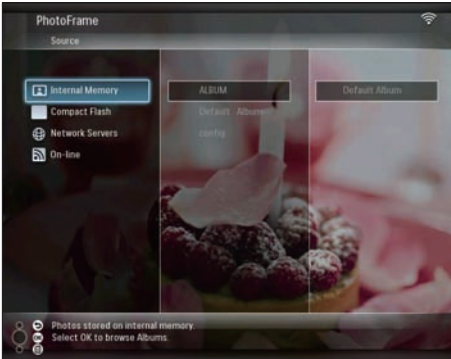 PhotoFrame
Source
Internal Memory
Compact Flash
Network Servers
On-line
ALBUM
Default Album
config
Default Album
Photos stored on internal memory.
Select OK to browse Albums.
OK